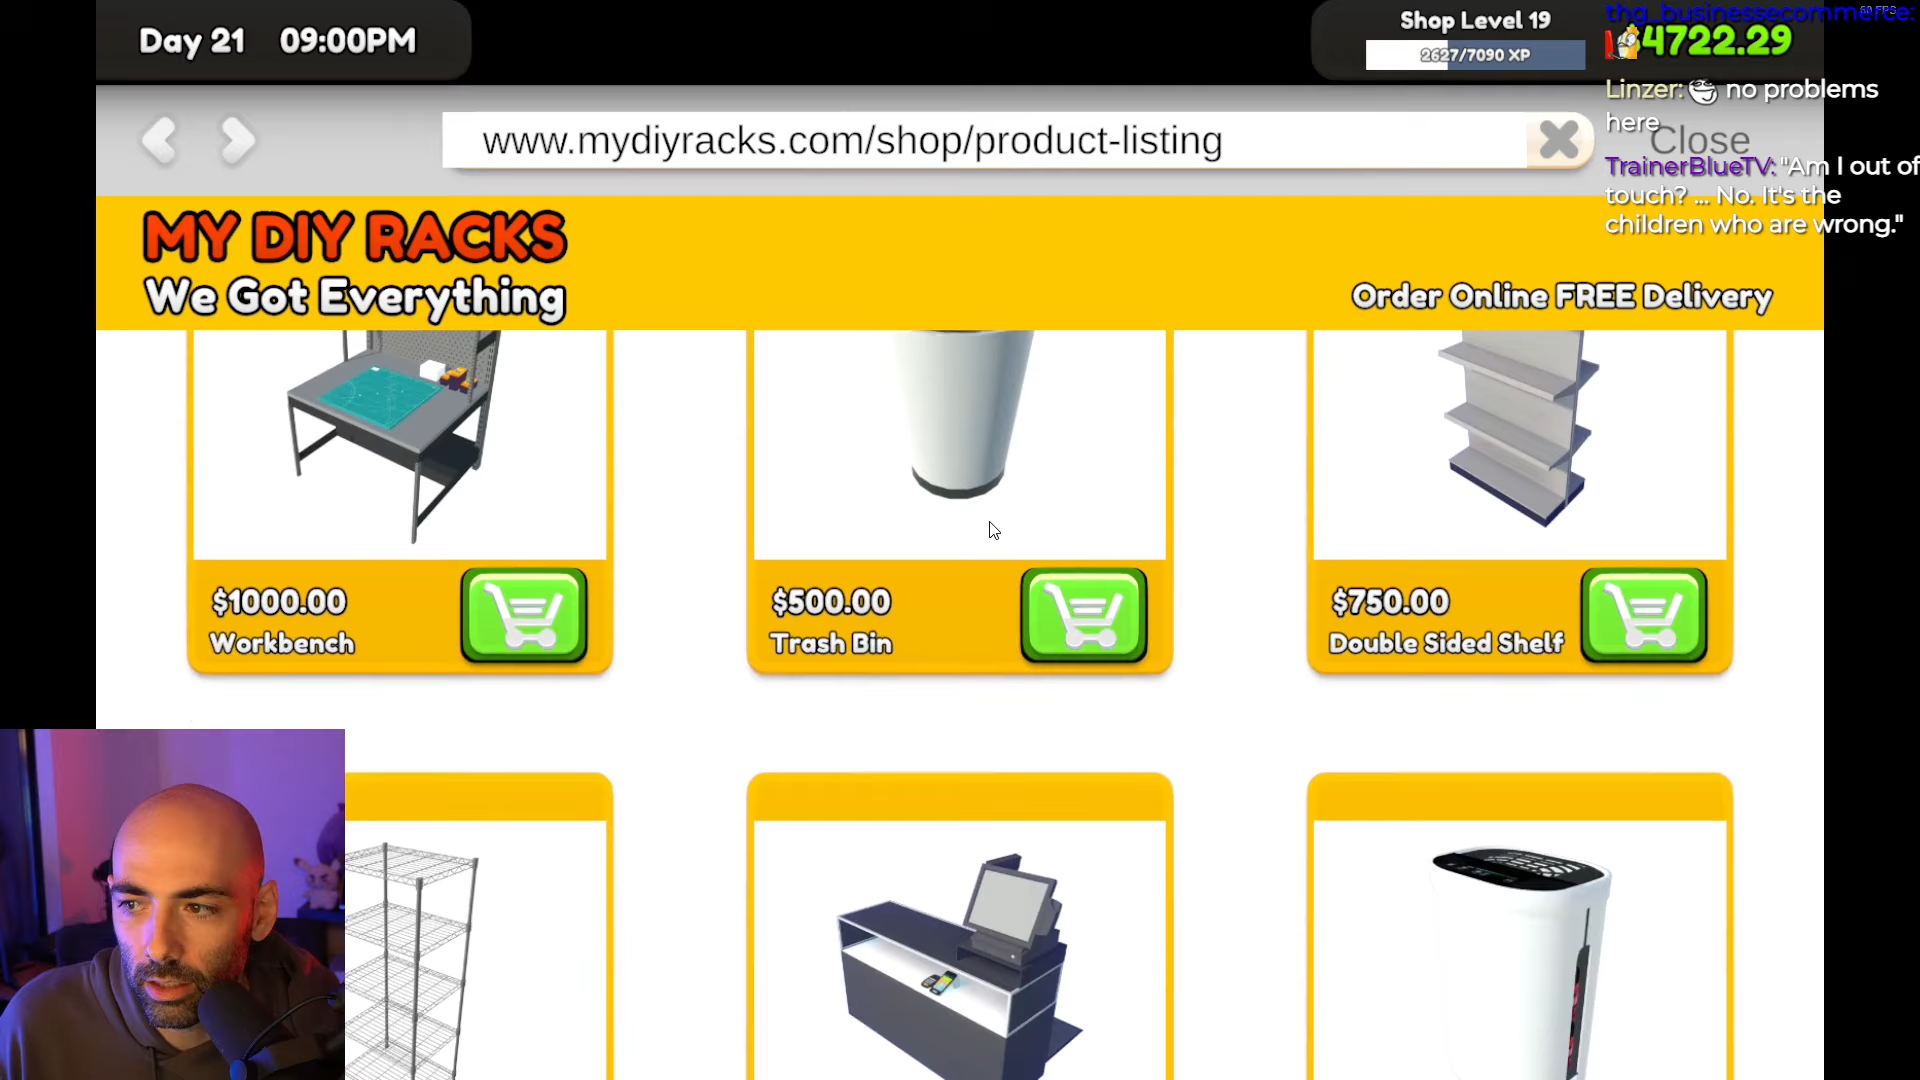 Day 21 09:00PM
Shop Level 19
2627/7090 XP
60 FPS
thg_businessecommerce:
$4722.29
Linzer: no problems
here
TrainerBlueTV: "Am I out of
touch? ... No. It's the
children who are wrong."
www.mydiyracks.com/shop/product-listing
Close
MY DIY RACKS
We Got Everything
Order Online FREE Delivery
$1000.00
Workbench
$500.00
Trash Bin
$750.00
Double Sided Shelf